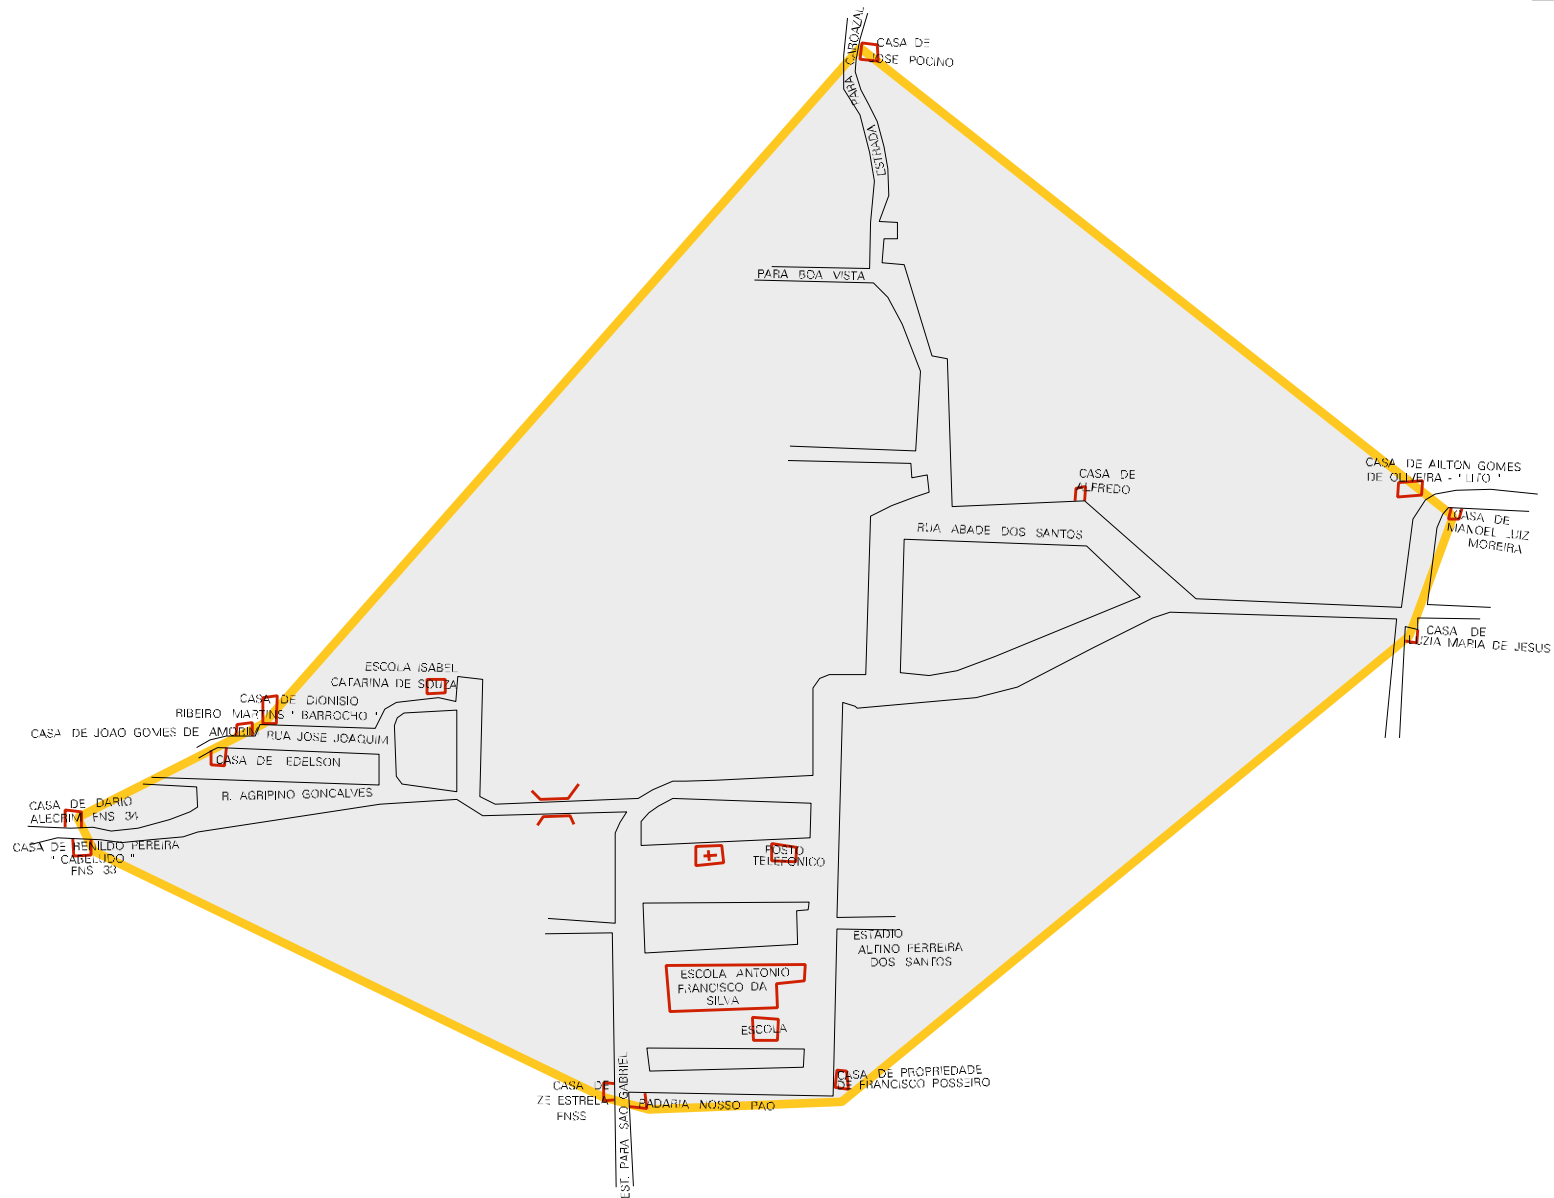 PARA CABOAZAL
CASA DE
JOSE POCINO
ESTRADA
PARA BOA VISTA
CASA DE AILTON GOMES
DE OLIVEIRA - " LITO "
CASA DE
ALFREDO
CASA DE
MANOEL LUIZ
MOREIRA
RUA ABADE DOS SANTOS
CASA DE
LUZIA MARIA DE JESUS
ESCOLA ISABEL
CATARINA DE SOUZA
CASA DE DIONISIO
RIBEIRO MARTINS " BARROCHO "
CASA DE JOAO GOMES DE AMORIM
RUA JOSE JOAQUIM
CASA DE EDELSON
R. AGRIPINO GONCALVES
CASA DE DARIO
ALECRIM FNS 34
CASA DE RENILDO PEREIRA
" CABELUDO "
FNS 33
POSTO
TELEFONICO
ESTADIO
ALTINO FERREIRA
DOS SANTOS
ESCOLA ANTONIO
FRANCISCO DA
SILVA
ESCOLA
CASA DE PROPRIEDADE
DE FRANCISCO POSSEIRO
CASA DE
ZE ESTRELA
FNSS
PADARIA NOSSO PAO
EST. PARA SAO GABRIEL